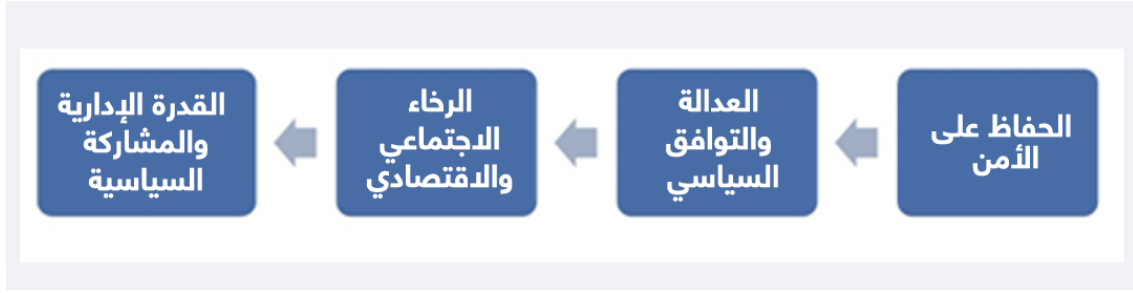 الحفاظ على
الأمن
العدالة
والتوافق
السياسي
الرخاء
الاجتماعي
والاقتصادي
القدرة الإدارية
والمشاركة
السياسية